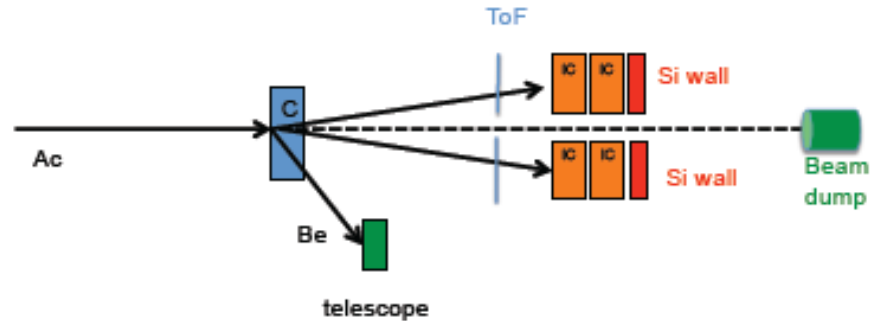 ToF
IC IC
Si wall
C
Ac
IC IC
Si wall
Beam
dump
Be
telescope